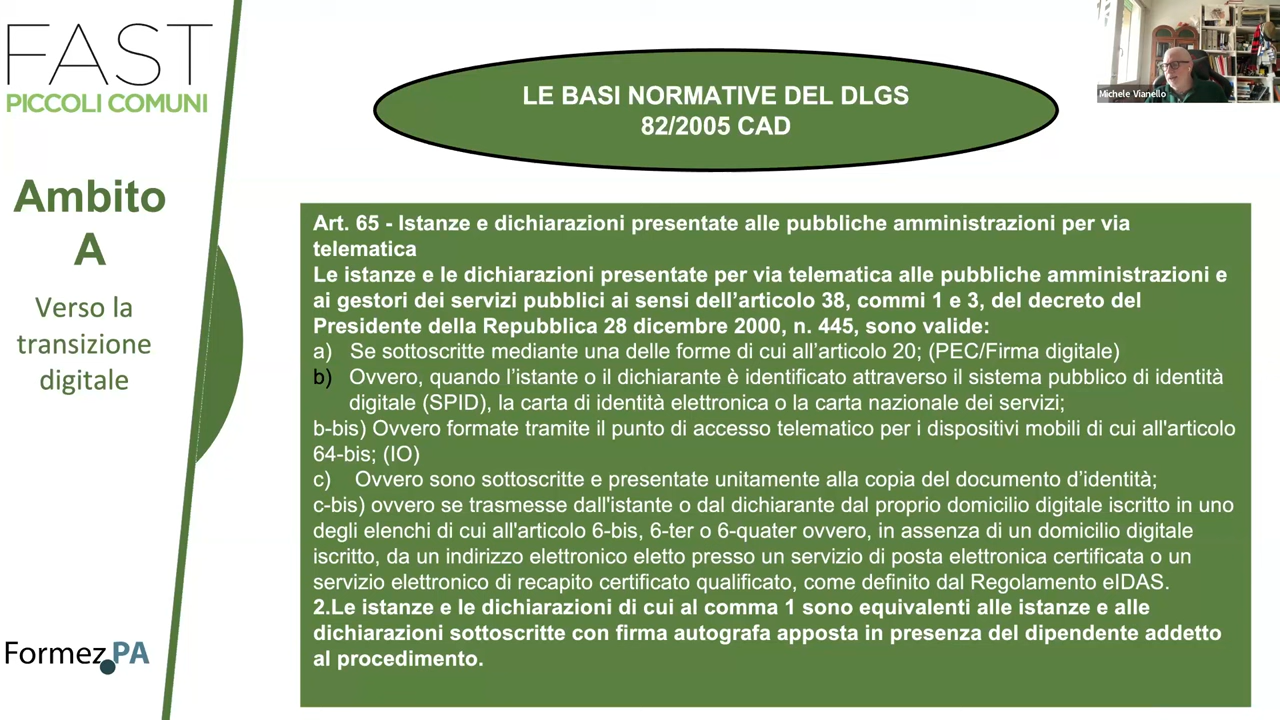 FAST
PICCOLI COMUNI
Ambito
A
Verso la
transizione
digitale
Formez.PA
LE BASI NORMATIVE DEL DLGS
82/2005 CAD
Michele Vianello
Art. 65 - Istanze e dichiarazioni presentate alle pubbliche amministrazioni per via
telematica
Le istanze e le dichiarazioni presentate per via telematica alle pubbliche amministrazioni e
ai gestori dei servizi pubblici ai sensi dell’articolo 38, commi 1 e 3, del decreto del
Presidente della Repubblica 28 dicembre 2000, n. 445, sono valide:
a) Se sottoscritte mediante una delle forme di cui all’articolo 20; (PEC/Firma digitale)
b) Ovvero, quando l’istante o il dichiarante è identificato attraverso il sistema pubblico di identità
digitale (SPID), la carta di identità elettronica o la carta nazionale dei servizi;
b-bis) Ovvero formate tramite il punto di accesso telematico per i dispositivi mobili di cui all'articolo
64-bis; (IO)
c) Ovvero sono sottoscritte e presentate unitamente alla copia del documento d’identità;
c-bis) ovvero se trasmesse dall'istante o dal dichiarante dal proprio domicilio digitale iscritto in uno
degli elenchi di cui all'articolo 6-bis, 6-ter o 6-quater ovvero, in assenza di un domicilio digitale
iscritto, da un indirizzo elettronico eletto presso un servizio di posta elettronica certificata o un
servizio elettronico di recapito certificato qualificato, come definito dal Regolamento eIDAS.
2.Le istanze e le dichiarazioni di cui al comma 1 sono equivalenti alle istanze e alle
dichiarazioni sottoscritte con firma autografa apposta in presenza del dipendente addetto
al procedimento.